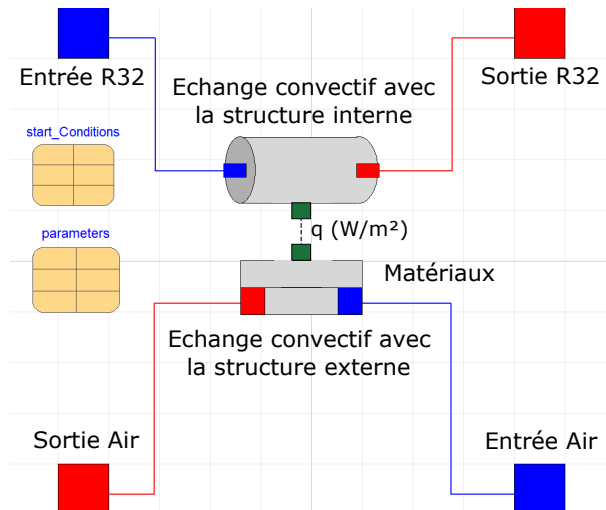 Entrée R32
Sortie R32
Echange convectif avec
la structure interne
start_Conditions
parameters
q (W/m²)
Matériaux
Echange convectif avec
la structure externe
Sortie Air
Entrée Air